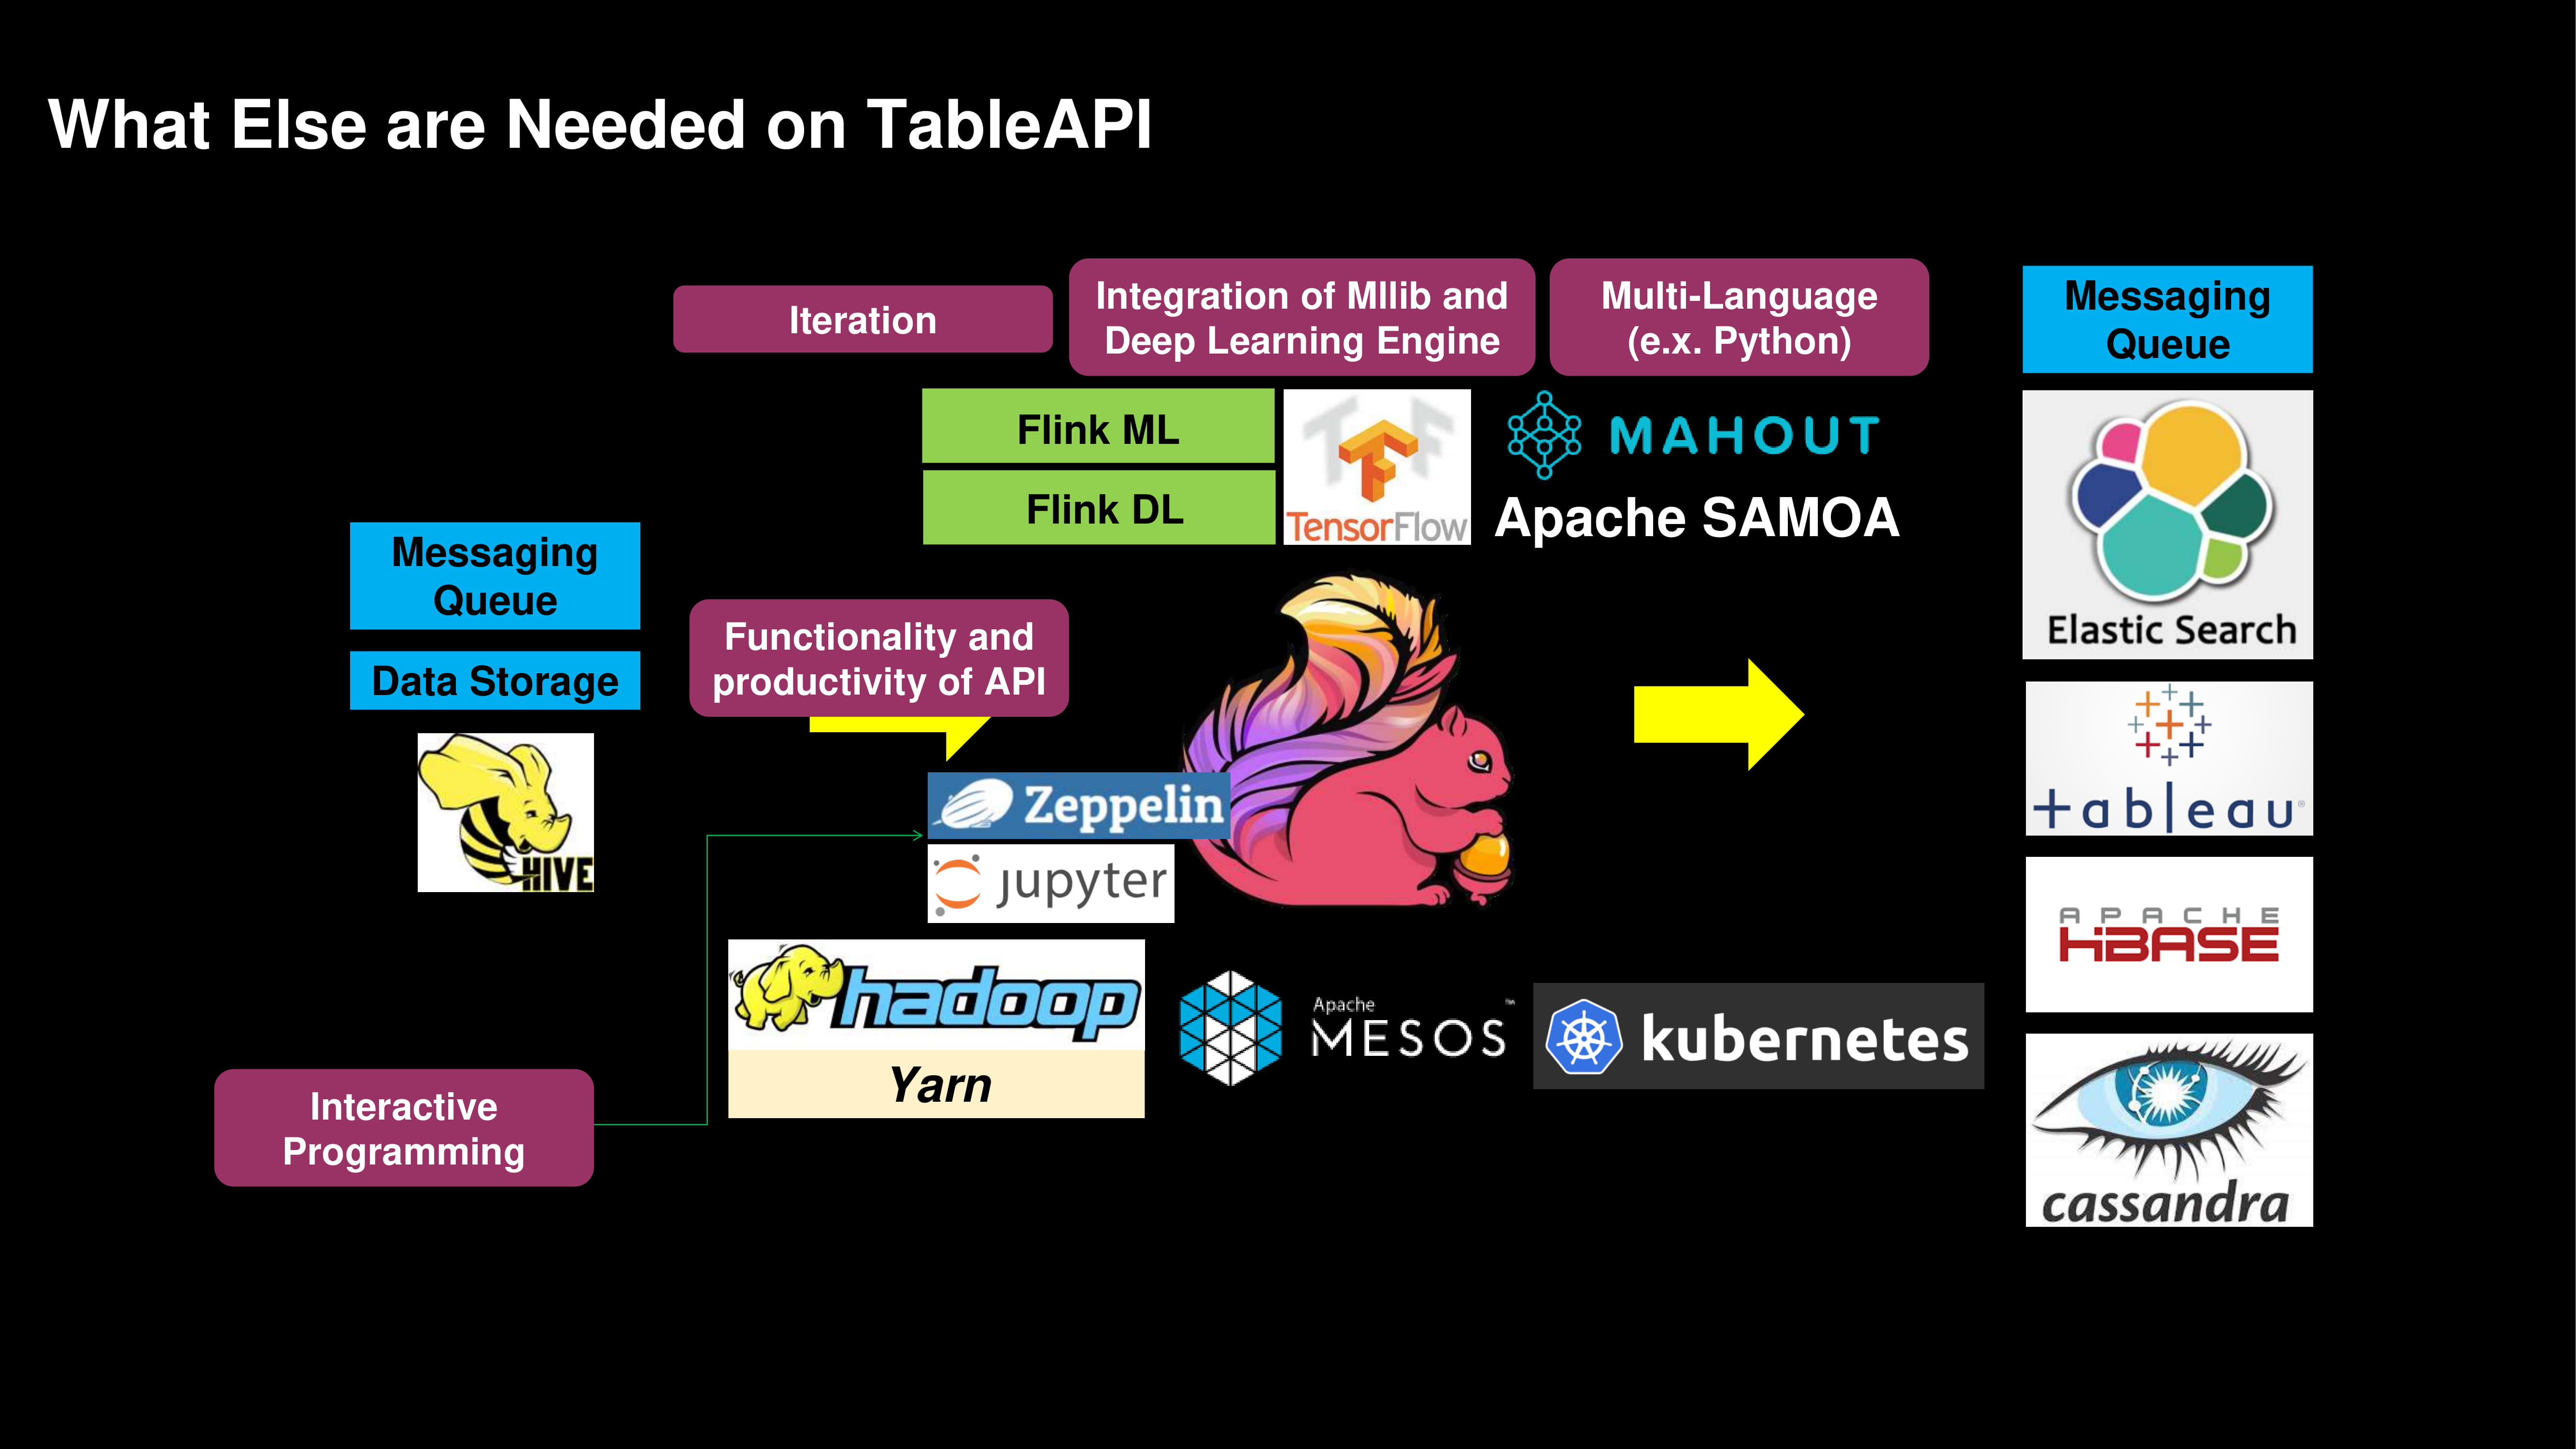 What Else are Needed on TableAPI
Iteration
Integration of Mllib and
Deep Learning Engine
Multi-Language
(e.x. Python)
Messaging
Queue
Flink ML
Flink DL
TF
TensorFlow
MAHOUT
Apache SAMOA
Elastic Search
Messaging
Queue
Data Storage
HIVE
Functionality and
productivity of API
Zeppelin
jupyter
+ableau®
APACHE
HBASE
hadoop
Yarn
Apache
MESOS™
kubernetes
cassandra
Interactive
Programming